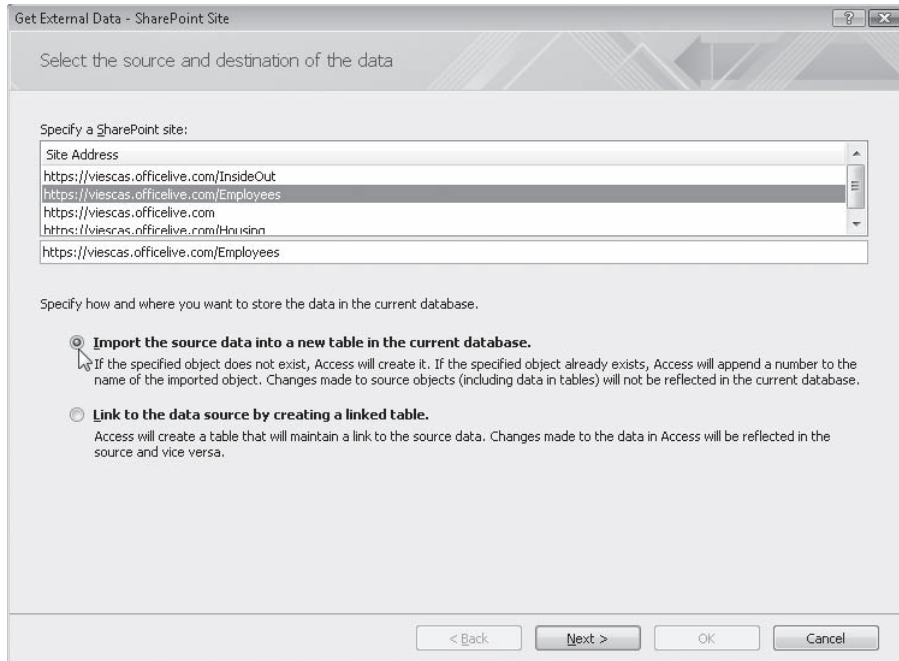 Get External Data - SharePoint Site
Select the source and destination of the data
Specify a SharePoint site:
Site Address
https://viescas.officelive.com/InsideOut
https://viescas.officelive.com/Employees
https://viescas.officelive.com
https://viescas.officelive.com/Housing
https://viescas.officelive.com/Employees
Specify how and where you want to store the data in the current database.
Import the source data into a new table in the current database.
If the specified object does not exist, Access will create it. If the specified object already exists, Access will append a number to the
name of the imported object. Changes made to source objects (including data in tables) will not be reflected in the current database.
Link to the data source by creating a linked table.
Access will create a table that will maintain a link to the source data. Changes made to the data in Access will be reflected in the
source and vice versa.
< Back Next > OK Cancel